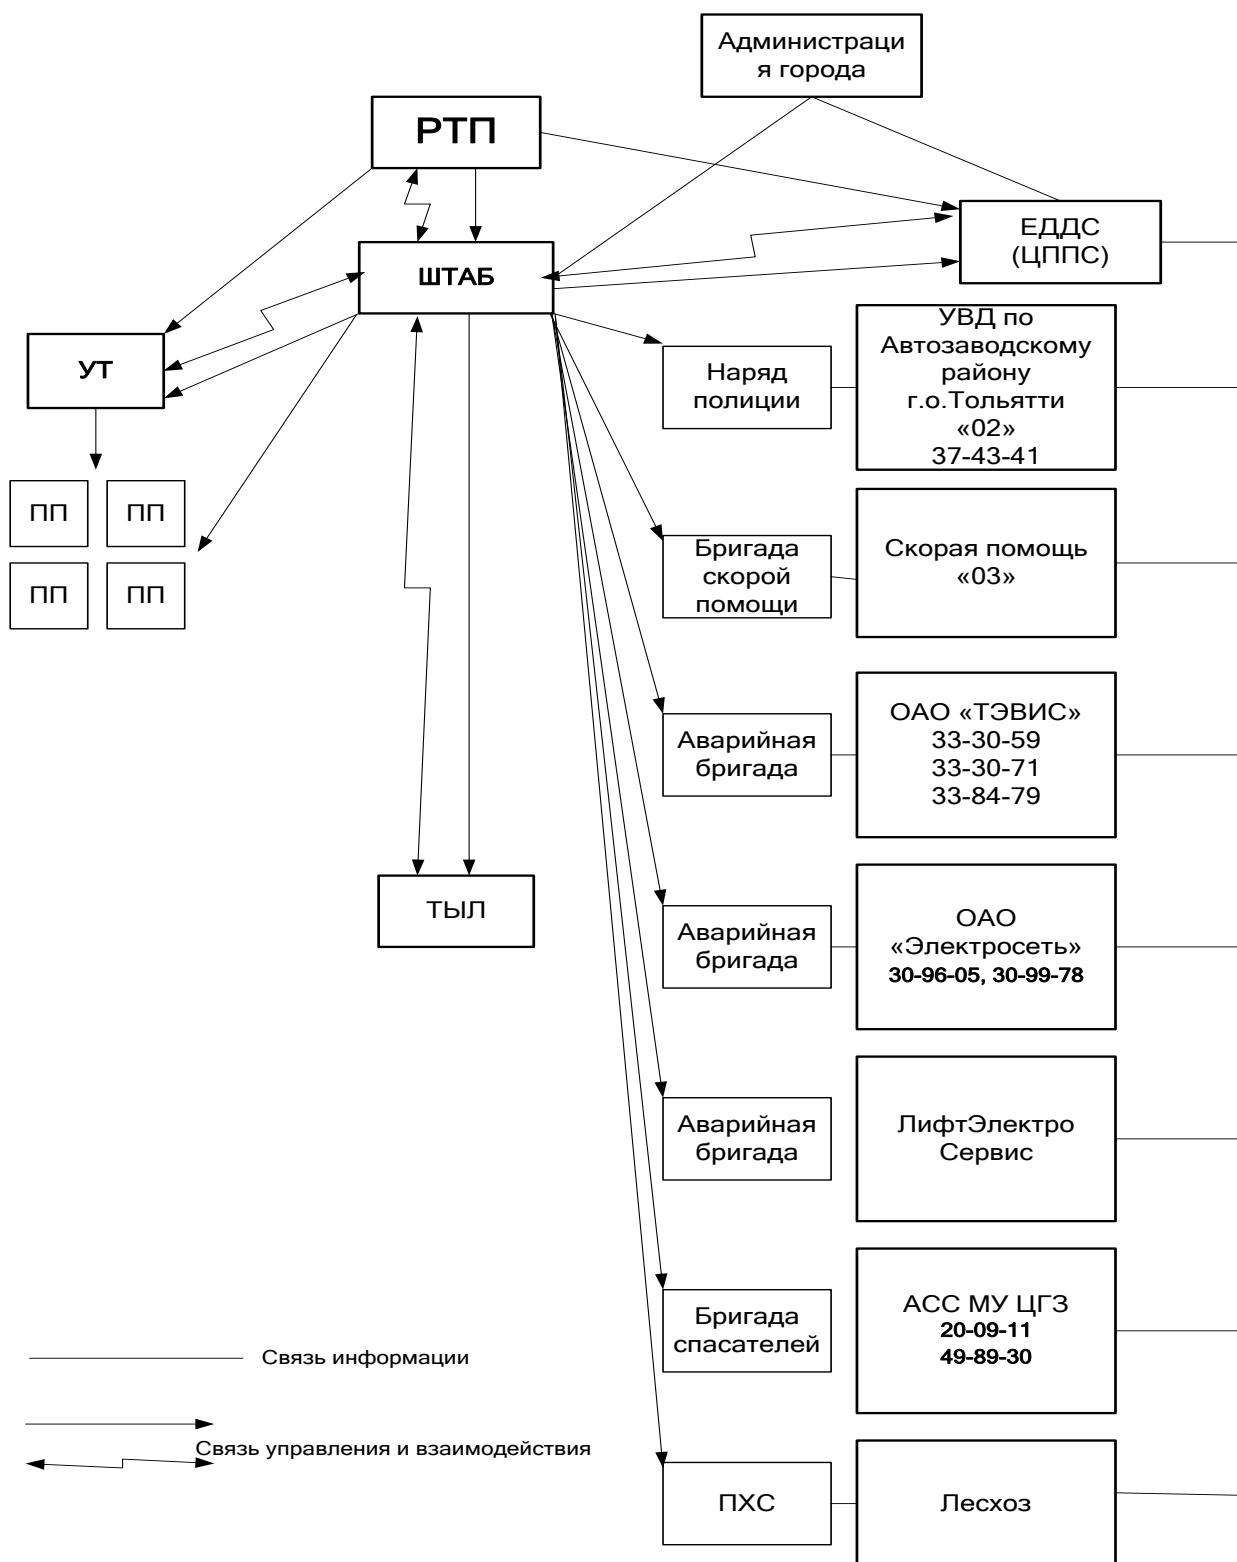 Администраци
я города
РТП
ЕДДС
(ЦППС)
ШТАБ
УТ
ПП
ПП
ПП
ПП
ТЫЛ
Наряд
полиции
УВД по
Автозаводскому
району
г.о.Тольятти
«02»
37-43-41
Бригада
скорой
помощи
Скорая помощь
«03»
Аварийная
бригада
ОАО «ТЭВИС»
33-30-59
33-30-71
33-84-79
Аварийная
бригада
ОАО
«Электросеть»
30-96-05, 30-99-78
Аварийная
бригада
ЛифтЭлектро
Сервис
Бригада
спасателей
АСС МУ ЦГЗ
20-09-11
49-89-30
ПХС
Лесхоз
Связь информации
Связь управления и взаимодействия